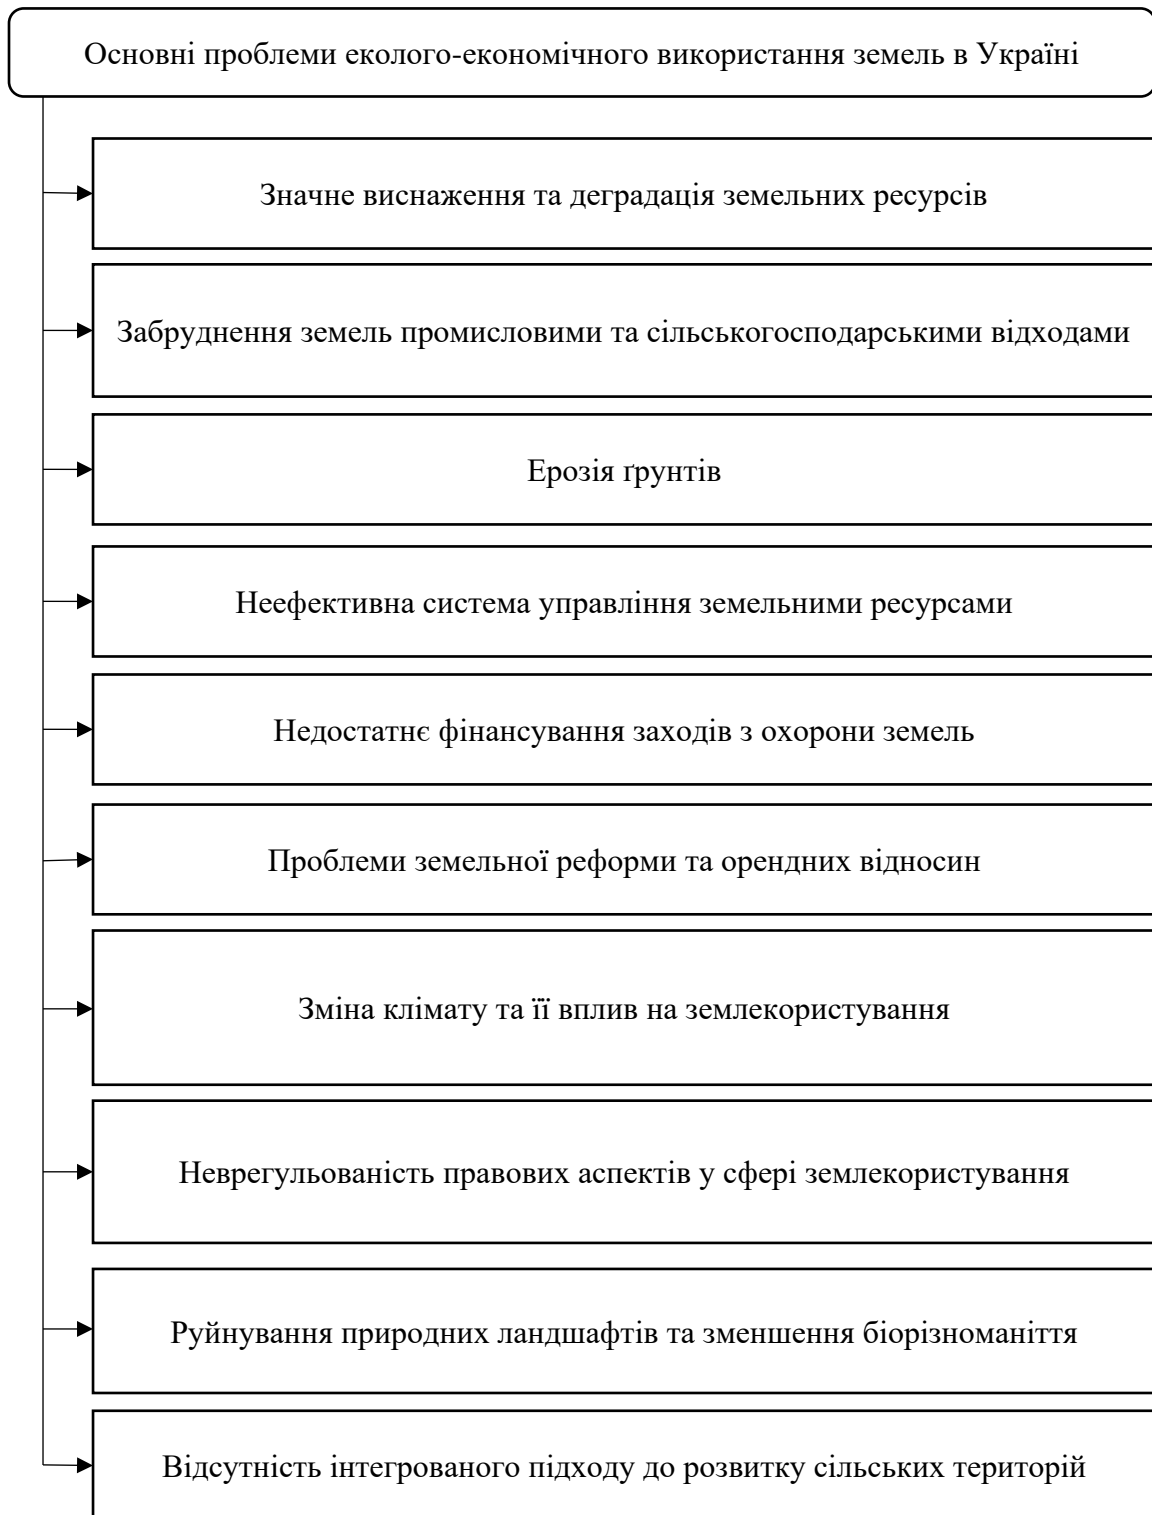 Основні проблеми еколого-економічного використання земель в Україні
Значне виснаження та деградація земельних ресурсів
Забруднення земель промисловими та сільськогосподарськими відходами
Ерозія ґрунтів
Неефективна система управління земельними ресурсами
Недостатнє фінансування заходів з охорони земель
Проблеми земельної реформи та орендних відносин
Зміна клімату та її вплив на землекористування
Неврегульованість правових аспектів у сфері землекористування
Руйнування природних ландшафтів та зменшення біорізноманіття
Відсутність інтегрованого підходу до розвитку сільських територій